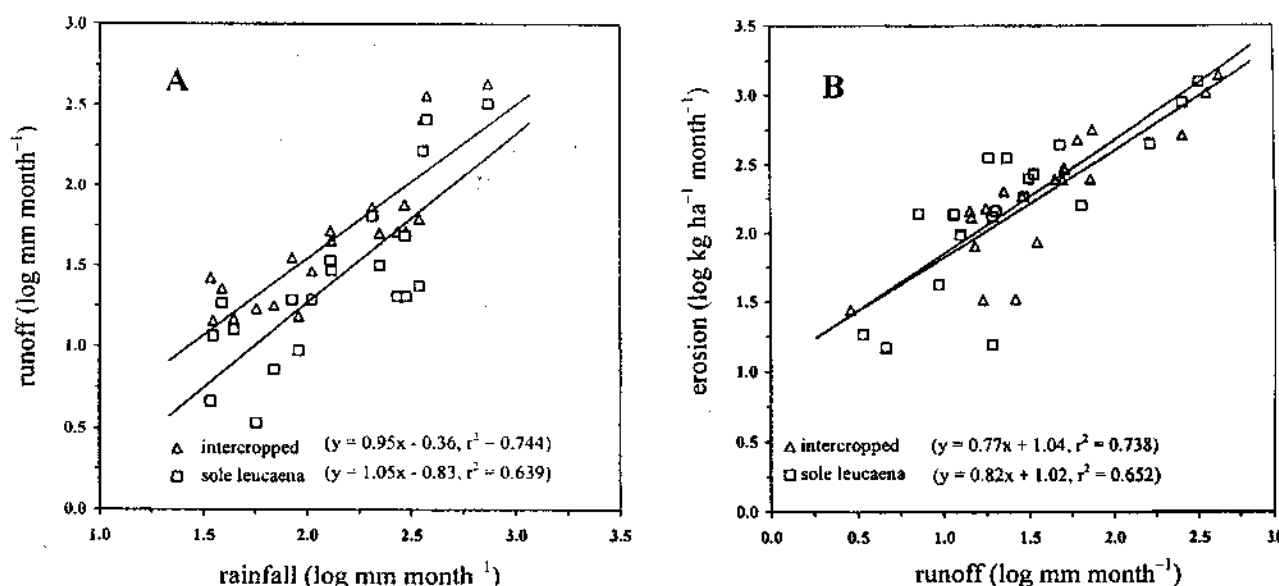 A
runoff (log mm month⁻¹)
3.0
2.5
2.0
1.5
1.0
0.5
0.0
△ intercropped (y = 0.95x - 0.36, r² = 0.744)
□ sole leucaena (y = 1.05x - 0.83, r² = 0.639)
1.0 1.5 2.0 2.5 3.0 3.5
rainfall (log mm month⁻¹)
B
erosion (log kg ha⁻¹ month⁻¹)
3.5
3.0
2.5
2.0
1.5
1.0
0.5
0.0
△ intercropped (y = 0.77x + 1.04, r² = 0.738)
□ sole leucaena (y = 0.82x + 1.02, r² = 0.652)
0.0 0.5 1.0 1.5 2.0 2.5 3.0
runoff (log mm month⁻¹)